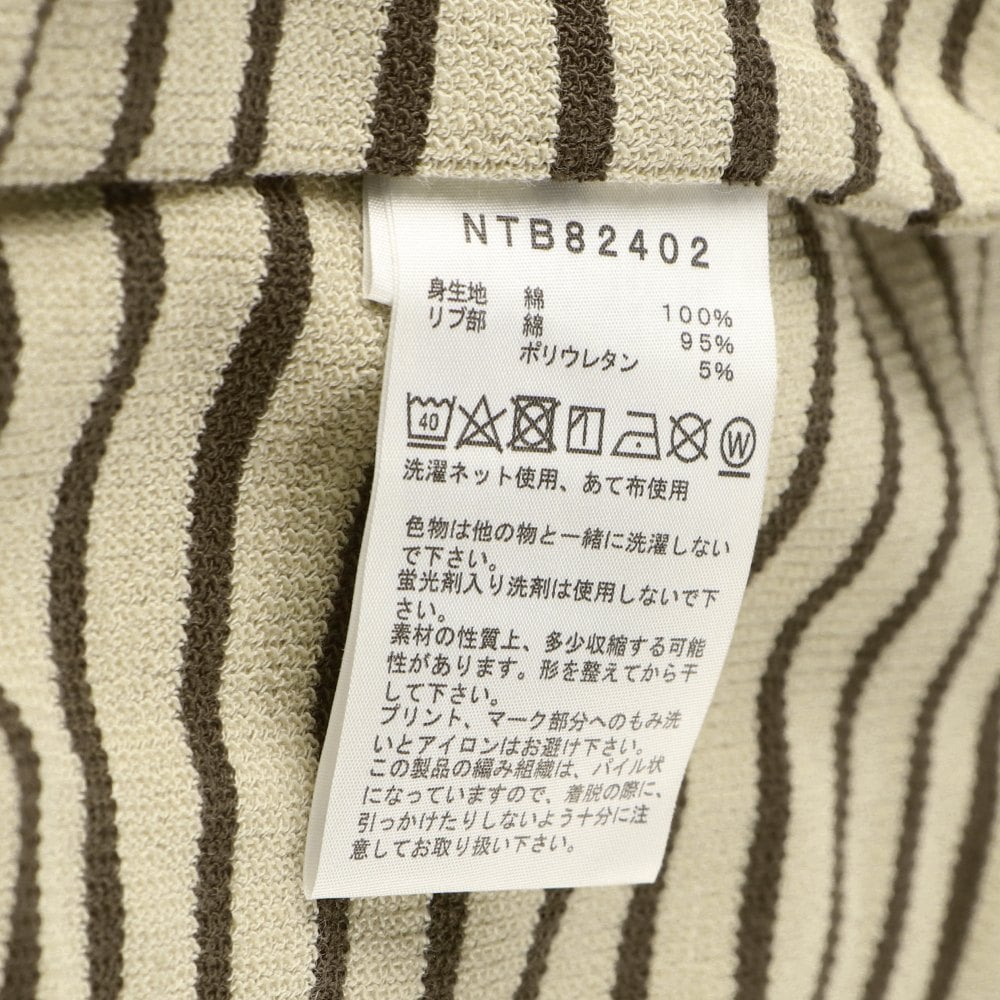 NTB82402
身生地 綿 100%
リブ部 綿 95%
ポリウレタン 5%
40 W
洗濯ネット使用、あて布使用
色物は他の物と一緒に洗濯しない
で下さい。
蛍光剤入り洗剤は使用しないで下
さい。
素材の性質上、多少収縮する可能
性があります。形を整えてから干
して下さい。
プリント、マーク部分へのもみ洗
いとアイロンはお避け下さい。
この製品の編み組織は、パイル状
になっていますので、着脱の際に、
引っかけたりしないよう十分に注
意してお取り扱い下さい。